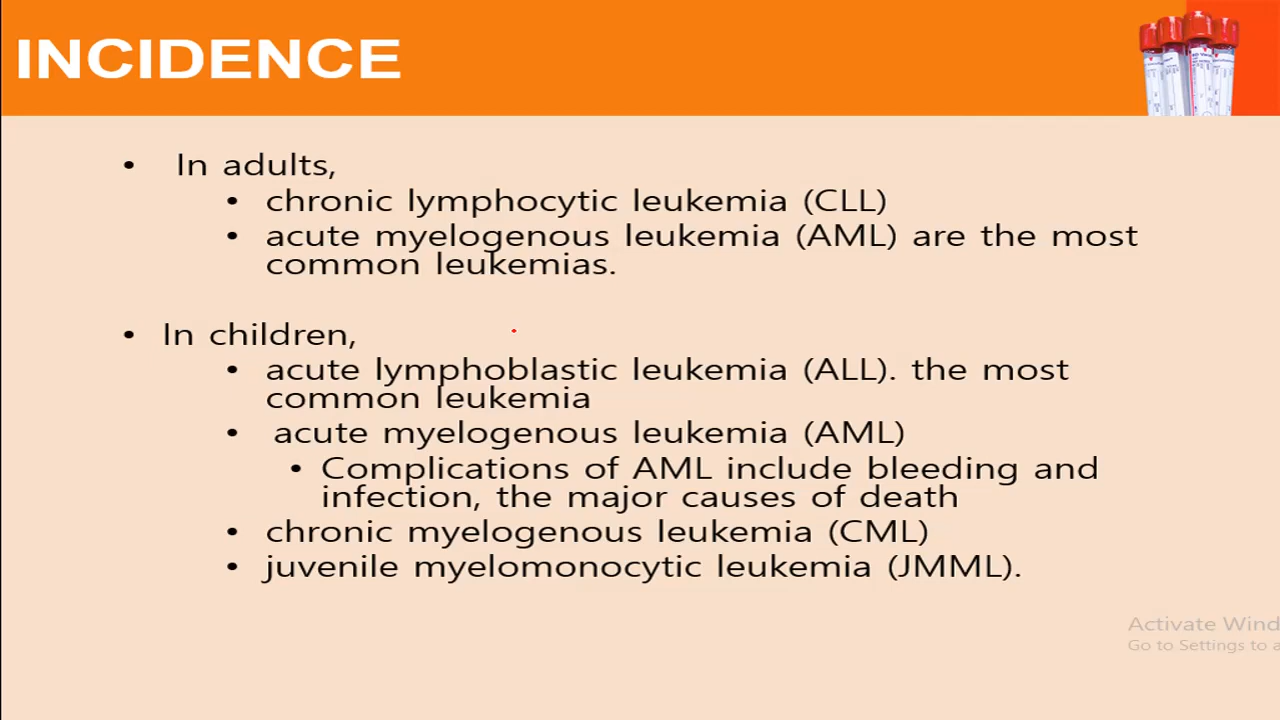 INCIDENCE
• In adults,
• chronic lymphocytic leukemia (CLL)
• acute myelogenous leukemia (AML) are the most
common leukemias.
• In children,
• acute lymphoblastic leukemia (ALL). the most
common leukemia
• acute myelogenous leukemia (AML)
• Complications of AML include bleeding and
infection, the major causes of death
• chronic myelogenous leukemia (CML)
• juvenile myelomonocytic leukemia (JMML).
Activate Wind
Go to Settings to a